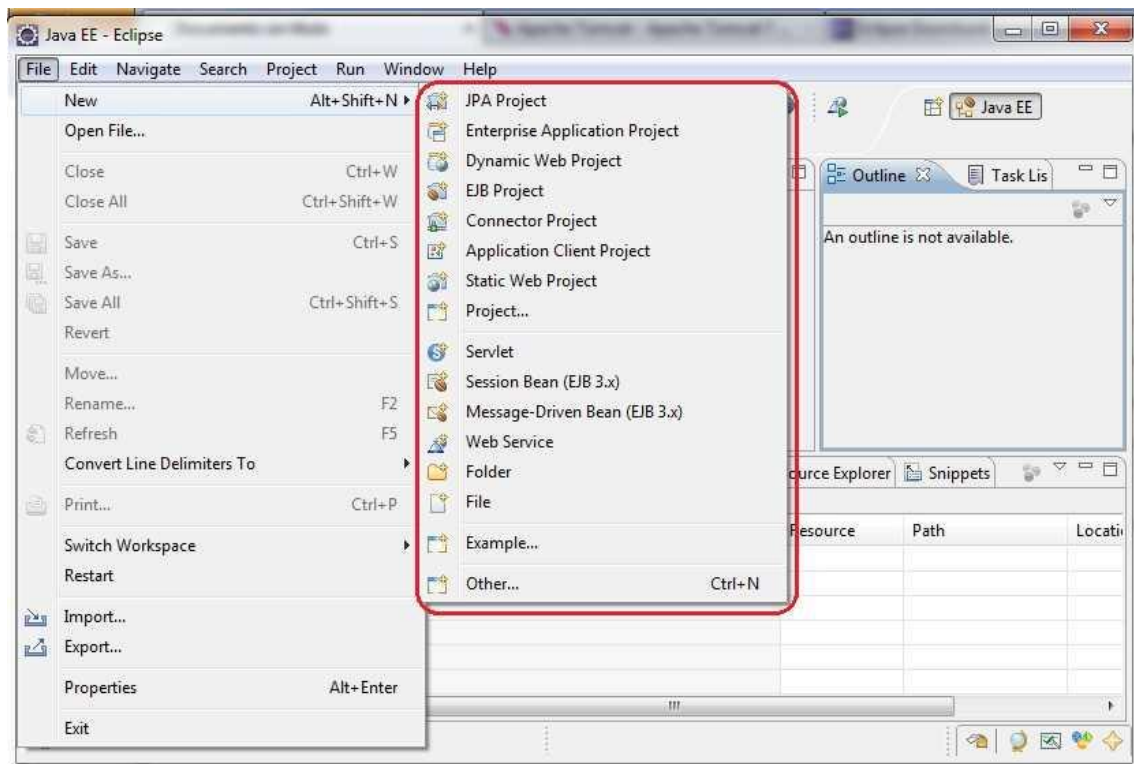 Java EE - Eclipse
File Edit Navigate Search Project Run Window Help
New Alt+Shift+N
Open File...
Close Ctrl+W
Close All Ctrl+Shift+W
Save Ctrl+S
Save As...
Save All Ctrl+Shift+S
Revert
Move...
Rename... F2
Refresh F5
Convert Line Delimiters To
Print... Ctrl+P
Switch Workspace
Restart
Import...
Export...
Properties Alt+Enter
Exit
JPA Project
Enterprise Application Project
Dynamic Web Project
EJB Project
Connector Project
Application Client Project
Static Web Project
Project...
Servlet
Session Bean (EJB 3.x)
Message-Driven Bean (EJB 3.x)
Web Service
Folder
File
Example...
Other... Ctrl+N
Java EE
Outline Task Lis
An outline is not available.
ource Explorer Snippets
Resource Path Locati